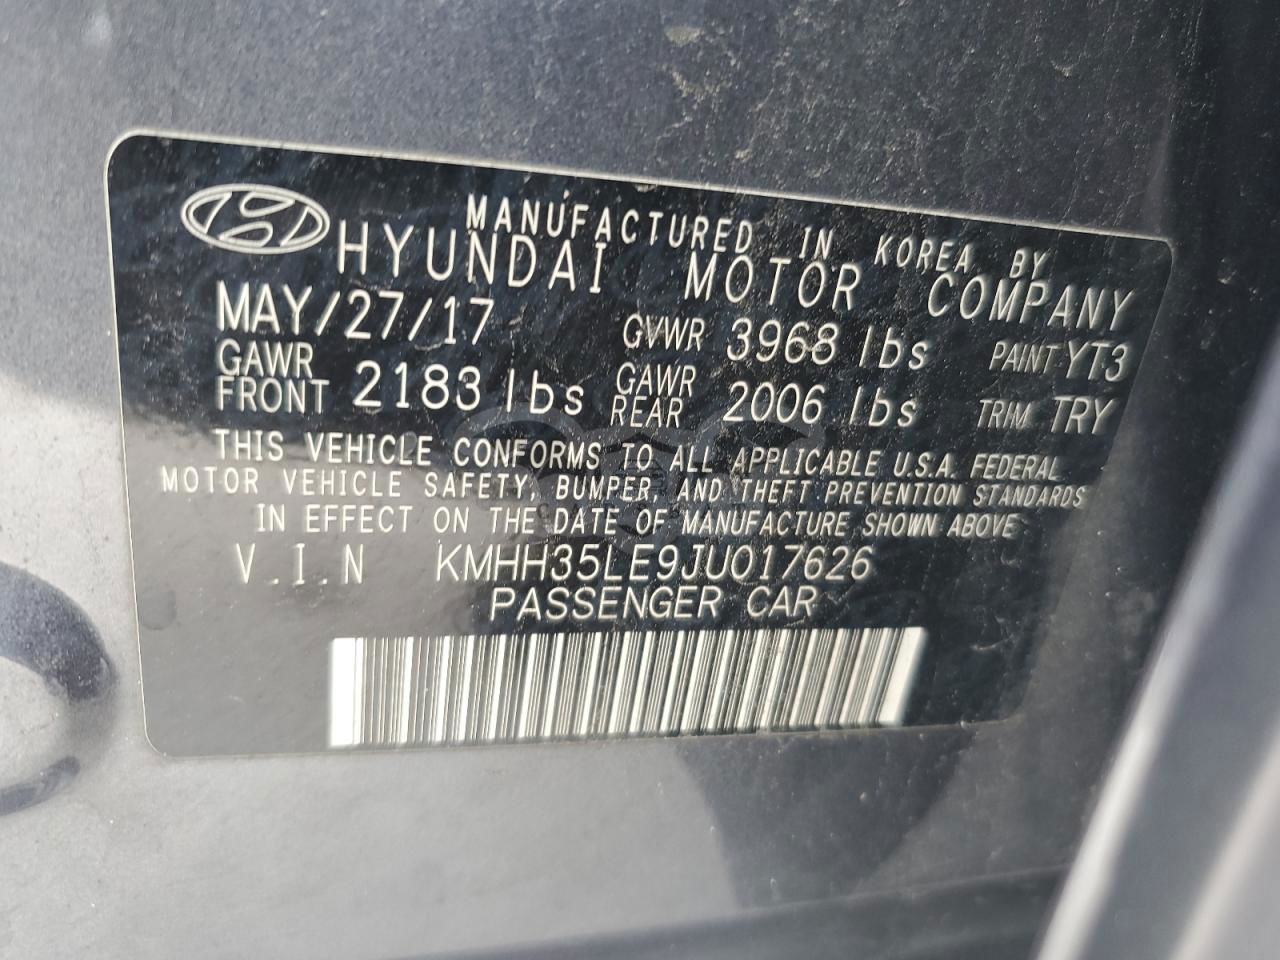 MANUFACTURED IN KOREA BY
HYUNDAI MOTOR COMPANY
MAY/27/17 GVWR 3968 lbs PAINT YT3
GAWR FRONT 2183 lbs GAWR REAR 2006 lbs TRIM TRY
THIS VEHICLE CONFORMS TO ALL APPLICABLE U.S.A. FEDERAL
MOTOR VEHICLE SAFETY, BUMPER, AND THEFT PREVENTION STANDARDS
IN EFFECT ON THE DATE OF MANUFACTURE SHOWN ABOVE
V.I.N KMHH35LE9JU017626
PASSENGER CAR